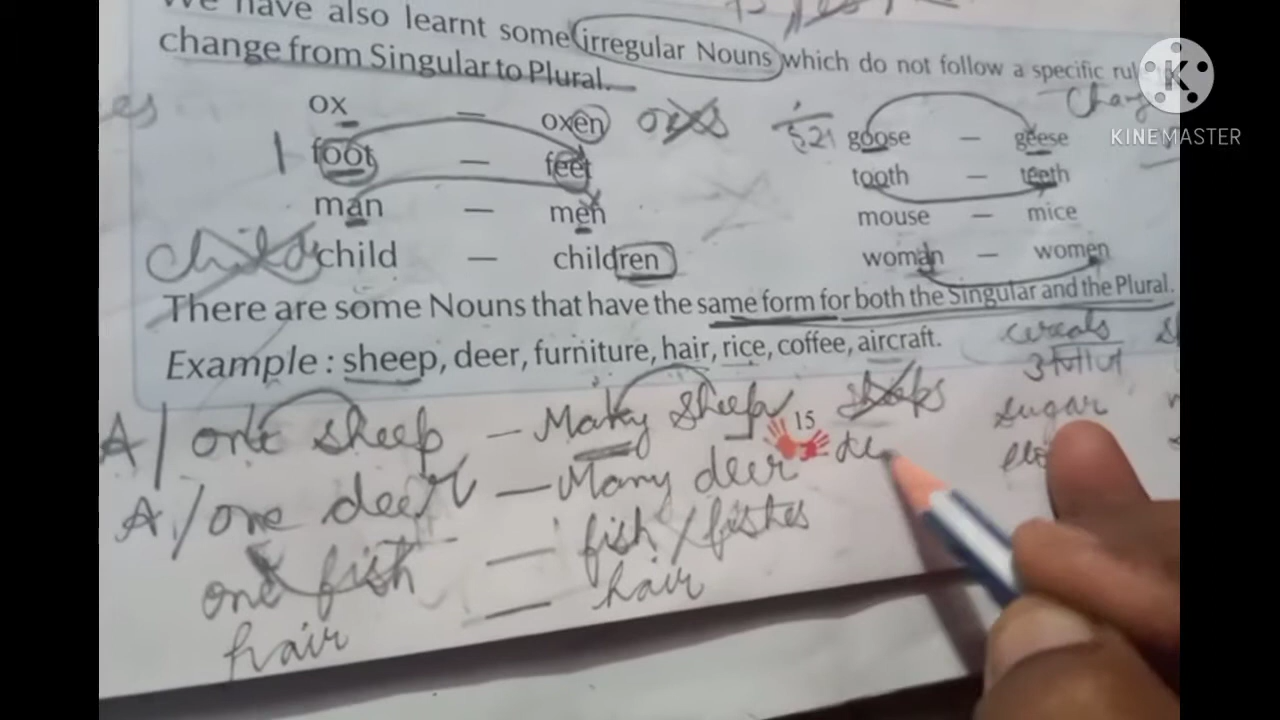 We have also learnt some irregular Nouns which do not follow a specific rul
change from Singular to Plural.
KINEMASTER
ox — oxen
foot — feet
man — men
child — children
goose — geese
tooth — teeth
mouse — mice
woman — women
There are some Nouns that have the same form for both the Singular and the Plural.
Example : sheep, deer, furniture, hair, rice, coffee, aircraft.
cereals
अनाज
sugar
A/ one sheep — Many sheep
15
A/one deer — Many deer
one fish — fish/fishes
hair — hair